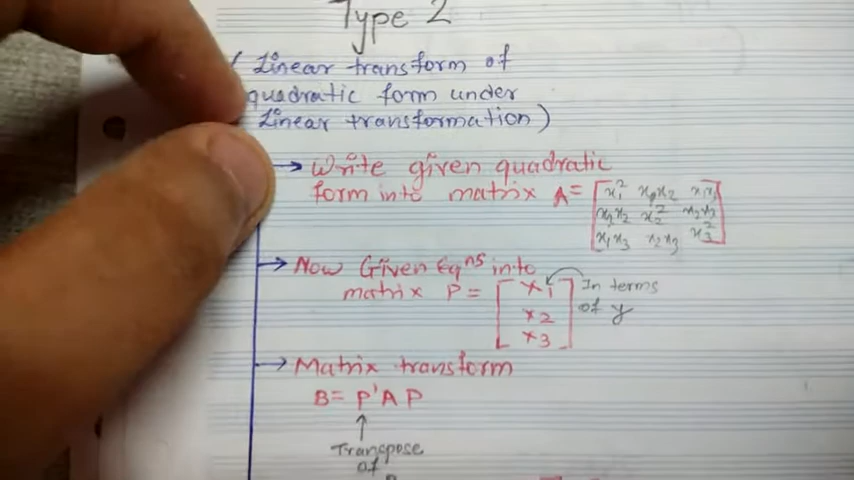 Type 2
( Linear transform of
quadratic form under
Linear transformation)
→ Write given quadratic
form into matrix A = [ x₁² x₁x₂ x₁x₃
x₁x₂ x₂² x₂x₃
x₁x₃ x₂x₃ x₃² ]
→ Now Given Eqⁿˢ into
matrix P = [ x₁ x₂ x₃ ]
In terms
of y
→ Matrix transform
B = P'AP
↑
Transpose
of
P